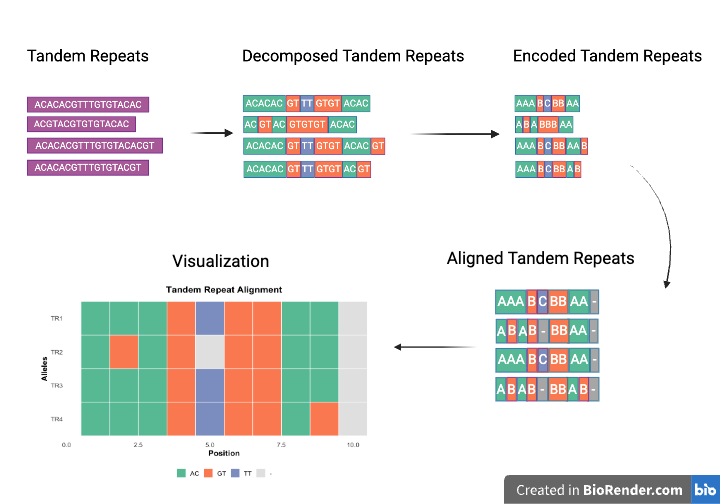 Tandem Repeats
Decomposed Tandem Repeats
Encoded Tandem Repeats
ACACACGTTTGTGTACAC
ACGTACGTGTGTACAC
ACACACGTTTGTGTACACGT
ACACACGTTTGTGTACGT
ACACAC GT TT GTGT ACAC
AC GT AC GTGTGT ACAC
ACACAC GT TT GTGT ACAC GT
ACACAC GT TT GTGT AC GT
AAA B C BB AA
A B A BBB AA
AAA B C BB AA B
AAA B C BB A B
Visualization
Aligned Tandem Repeats
Tandem Repeat Alignment
Alleles
TR1
TR2
TR3
TR4
0.0 2.5 5.0 7.5 10.0
Position
AC GT TT -
AAA B C BB AA -
A B A B - BB AA -
AAA B C BB AA -
A B A B - BB A B -
Created in BioRender.com bio